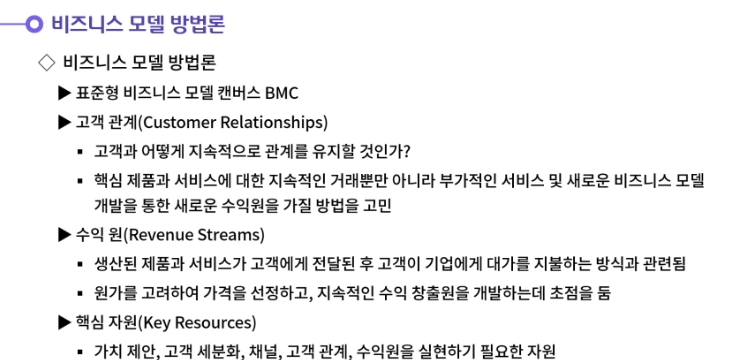 비즈니스 모델 방법론
◇ 비즈니스 모델 방법론
▶ 표준형 비즈니스 모델 캔버스 BMC
▶ 고객 관계(Customer Relationships)
▪ 고객과 어떻게 지속적으로 관계를 유지할 것인가?
▪ 핵심 제품과 서비스에 대한 지속적인 거래뿐만 아니라 부가적인 서비스 및 새로운 비즈니스 모델
개발을 통한 새로운 수익원을 가질 방법을 고민
▶ 수익 원(Revenue Streams)
▪ 생산된 제품과 서비스가 고객에게 전달된 후 고객이 기업에게 대가를 지불하는 방식과 관련됨
▪ 원가를 고려하여 가격을 선정하고, 지속적인 수익 창출원을 개발하는데 초점을 둠
▶ 핵심 자원(Key Resources)
▪ 가치 제안, 고객 세분화, 채널, 고객 관계, 수익원을 실현하기 필요한 자원